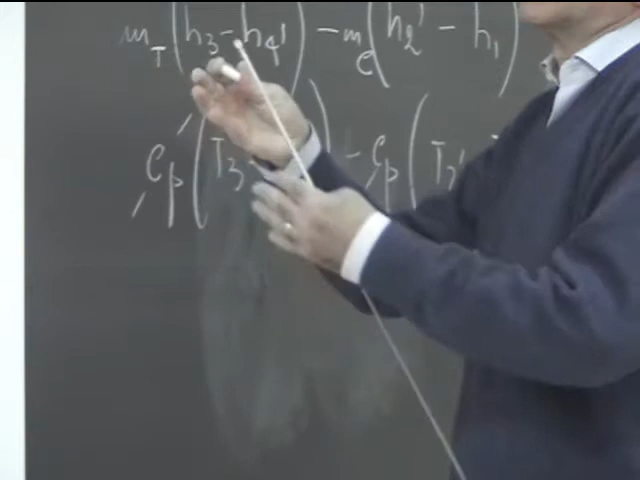 m_T (h_3 - h_4') - m_C (h_2' - h_1)
C_p (T_3 - C_p (T_2'